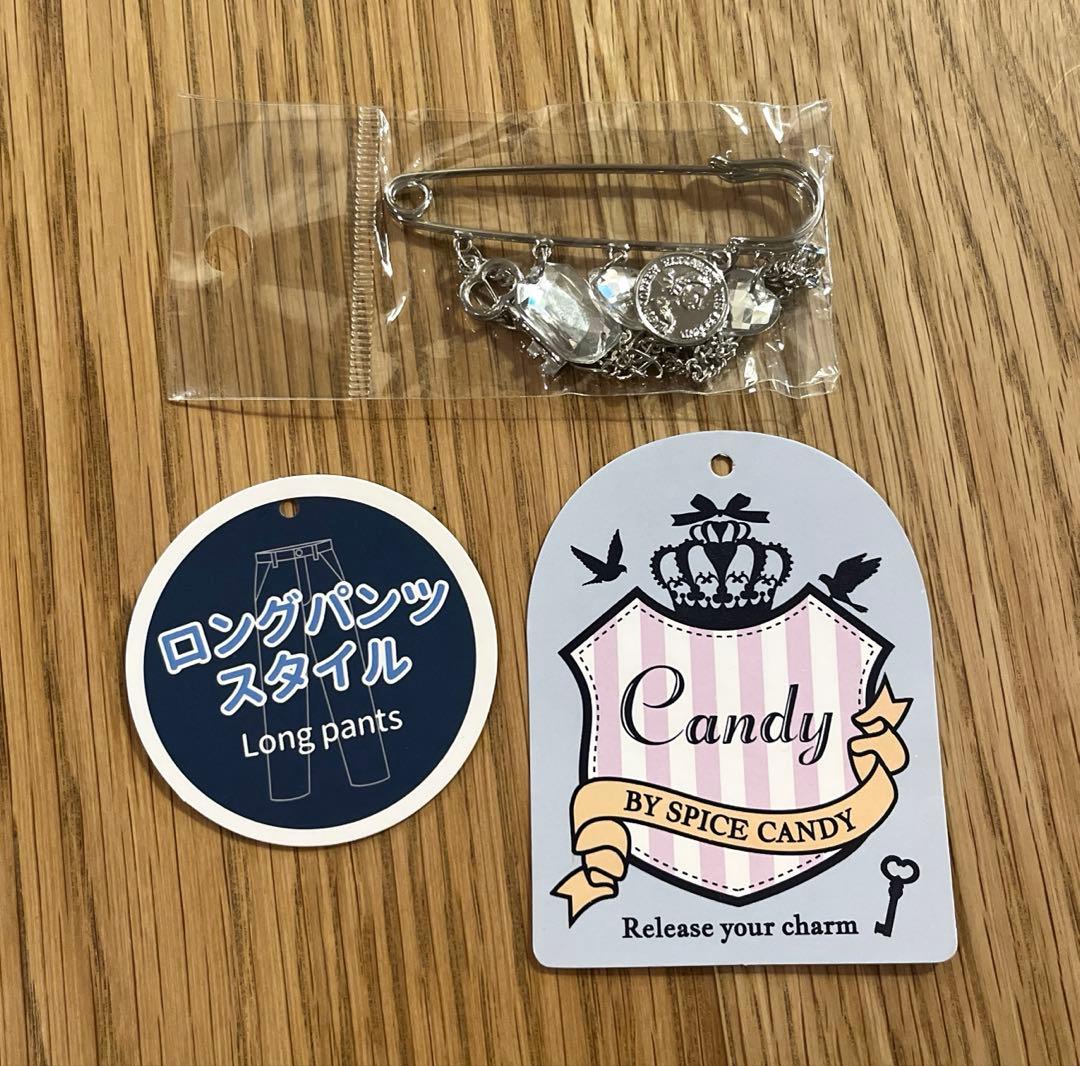 ロングパンツ
スタイル
Long pants
Candy
BY SPICE CANDY
Release your charm